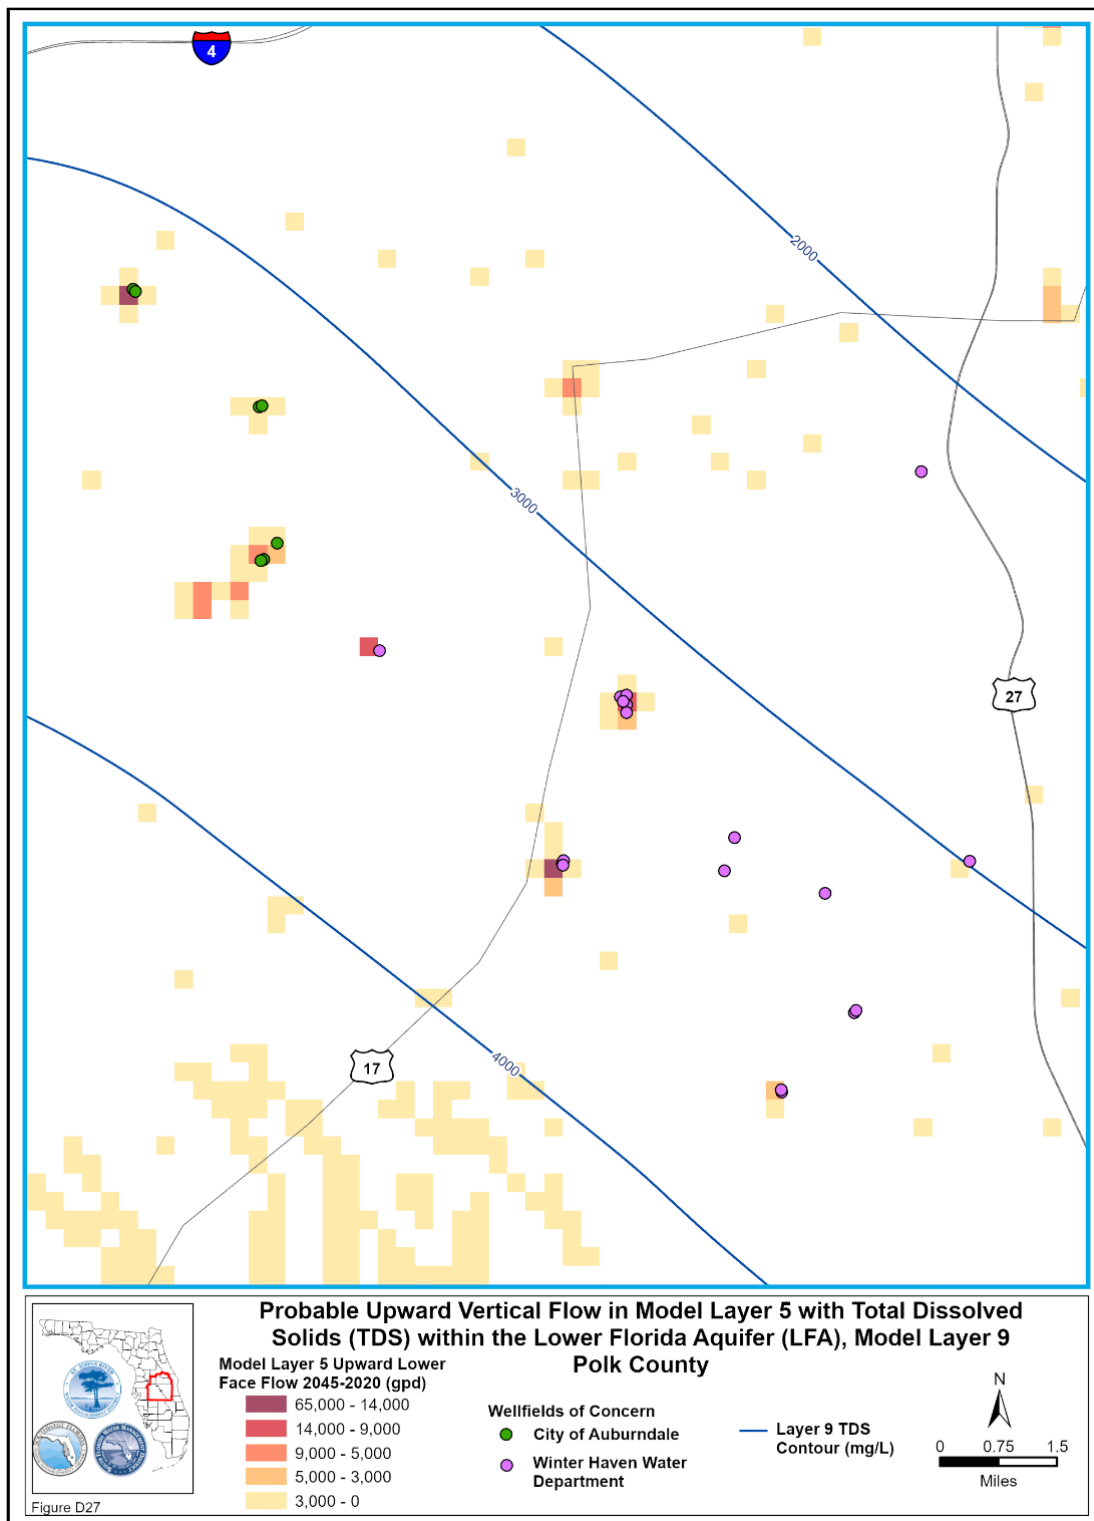 4
2000
3000
27
4000
17
Probable Upward Vertical Flow in Model Layer 5 with Total Dissolved
Solids (TDS) within the Lower Florida Aquifer (LFA), Model Layer 9
Polk County
Model Layer 5 Upward Lower
Face Flow 2045-2020 (gpd)
65,000 - 14,000
14,000 - 9,000
9,000 - 5,000
5,000 - 3,000
3,000 - 0
Wellfields of Concern
City of Auburndale
Winter Haven Water
Department
Layer 9 TDS
Contour (mg/L)
N
0 0.75 1.5
Miles
Figure D27